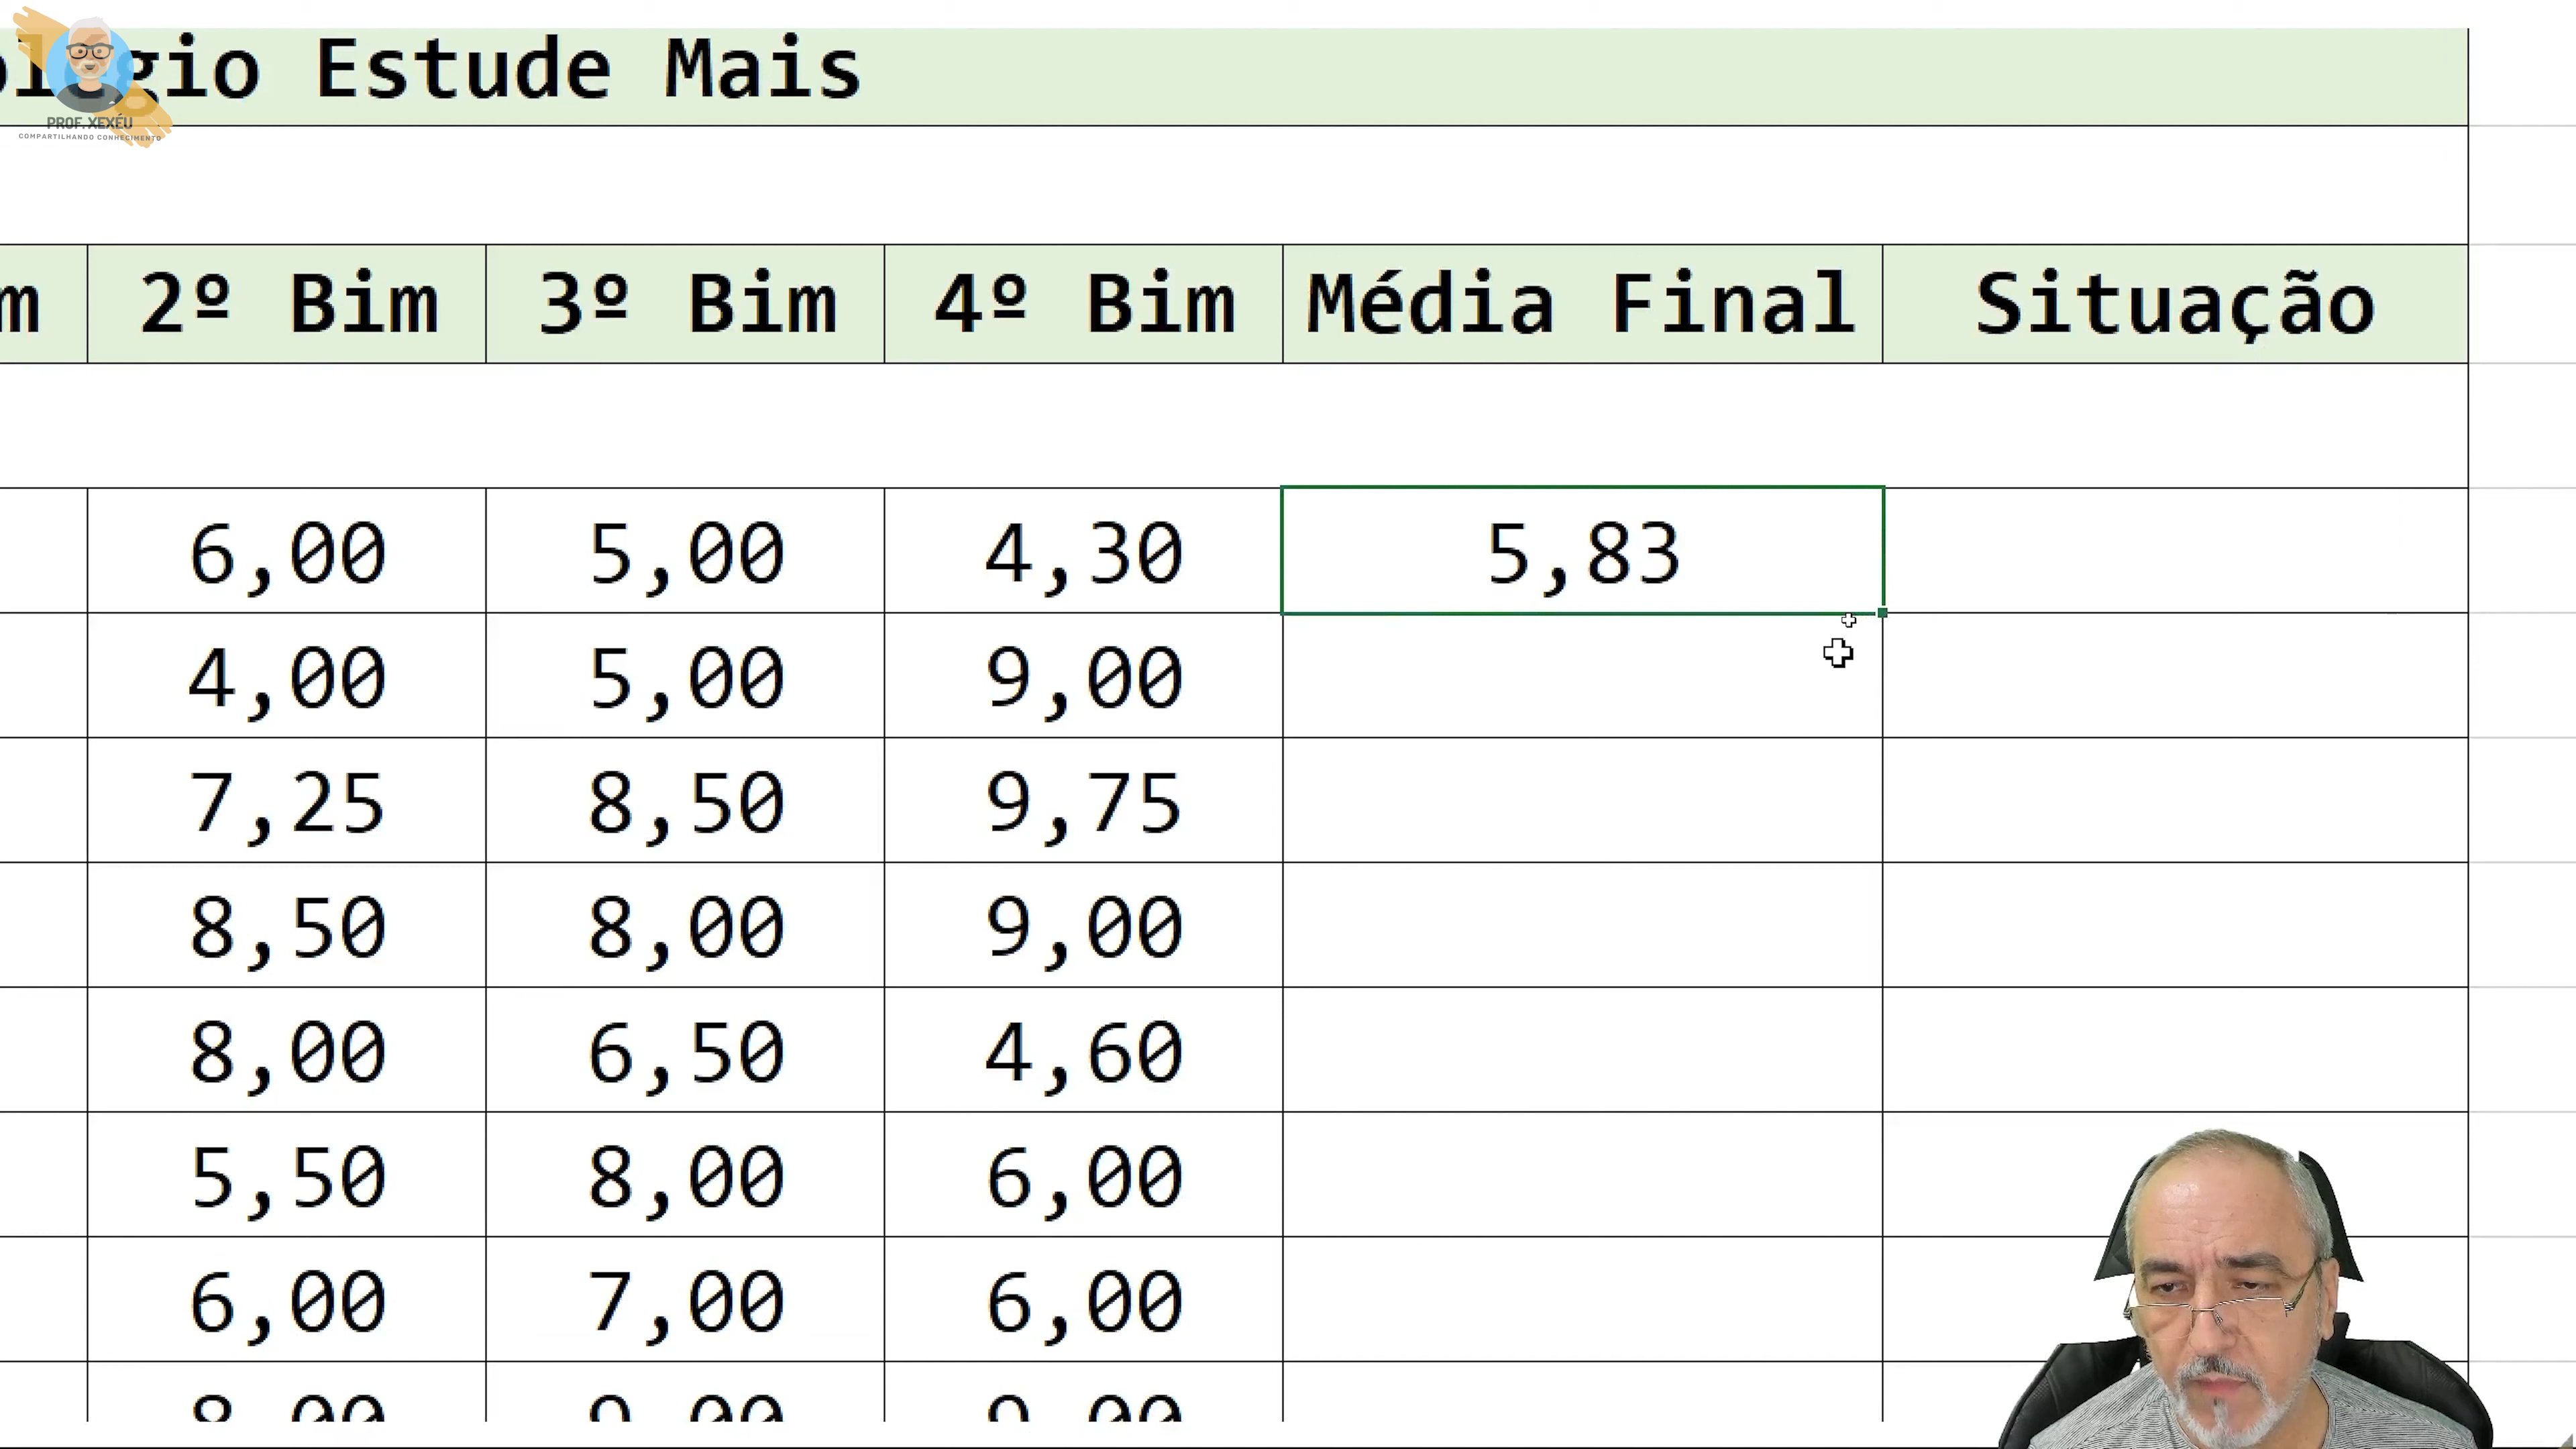 ológio Estude Mais
PROF. XEXÉU
COMPARTILHANDO CONHECIMENTO
m 2º Bim 3º Bim 4º Bim Média Final Situação
6,00 5,00 4,30 5,83
4,00 5,00 9,00
7,25 8,50 9,75
8,50 8,00 9,00
8,00 6,50 4,60
5,50 8,00 6,00
6,00 7,00 6,00